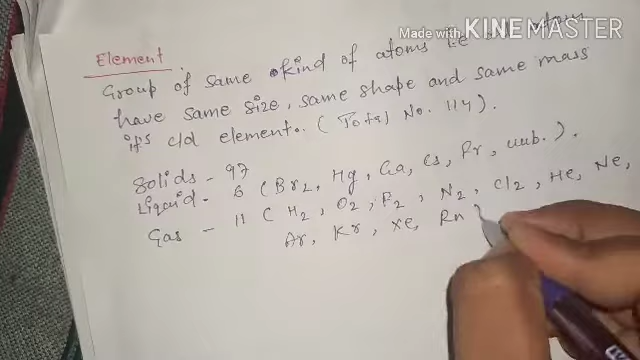 Made with KINEMASTER
Element
Group of same kind of atoms i.e atom
have same size, same shape and same mass
it's c/d element. (Total No. 114).
Solids - 97
Liquid - 6 (Br2, Hg, Ga, Cs, Fr, uub.).
Gas - 11 (H2, O2, F2, N2, Cl2, He, Ne,
Ar, Kr, Xe, Rn)